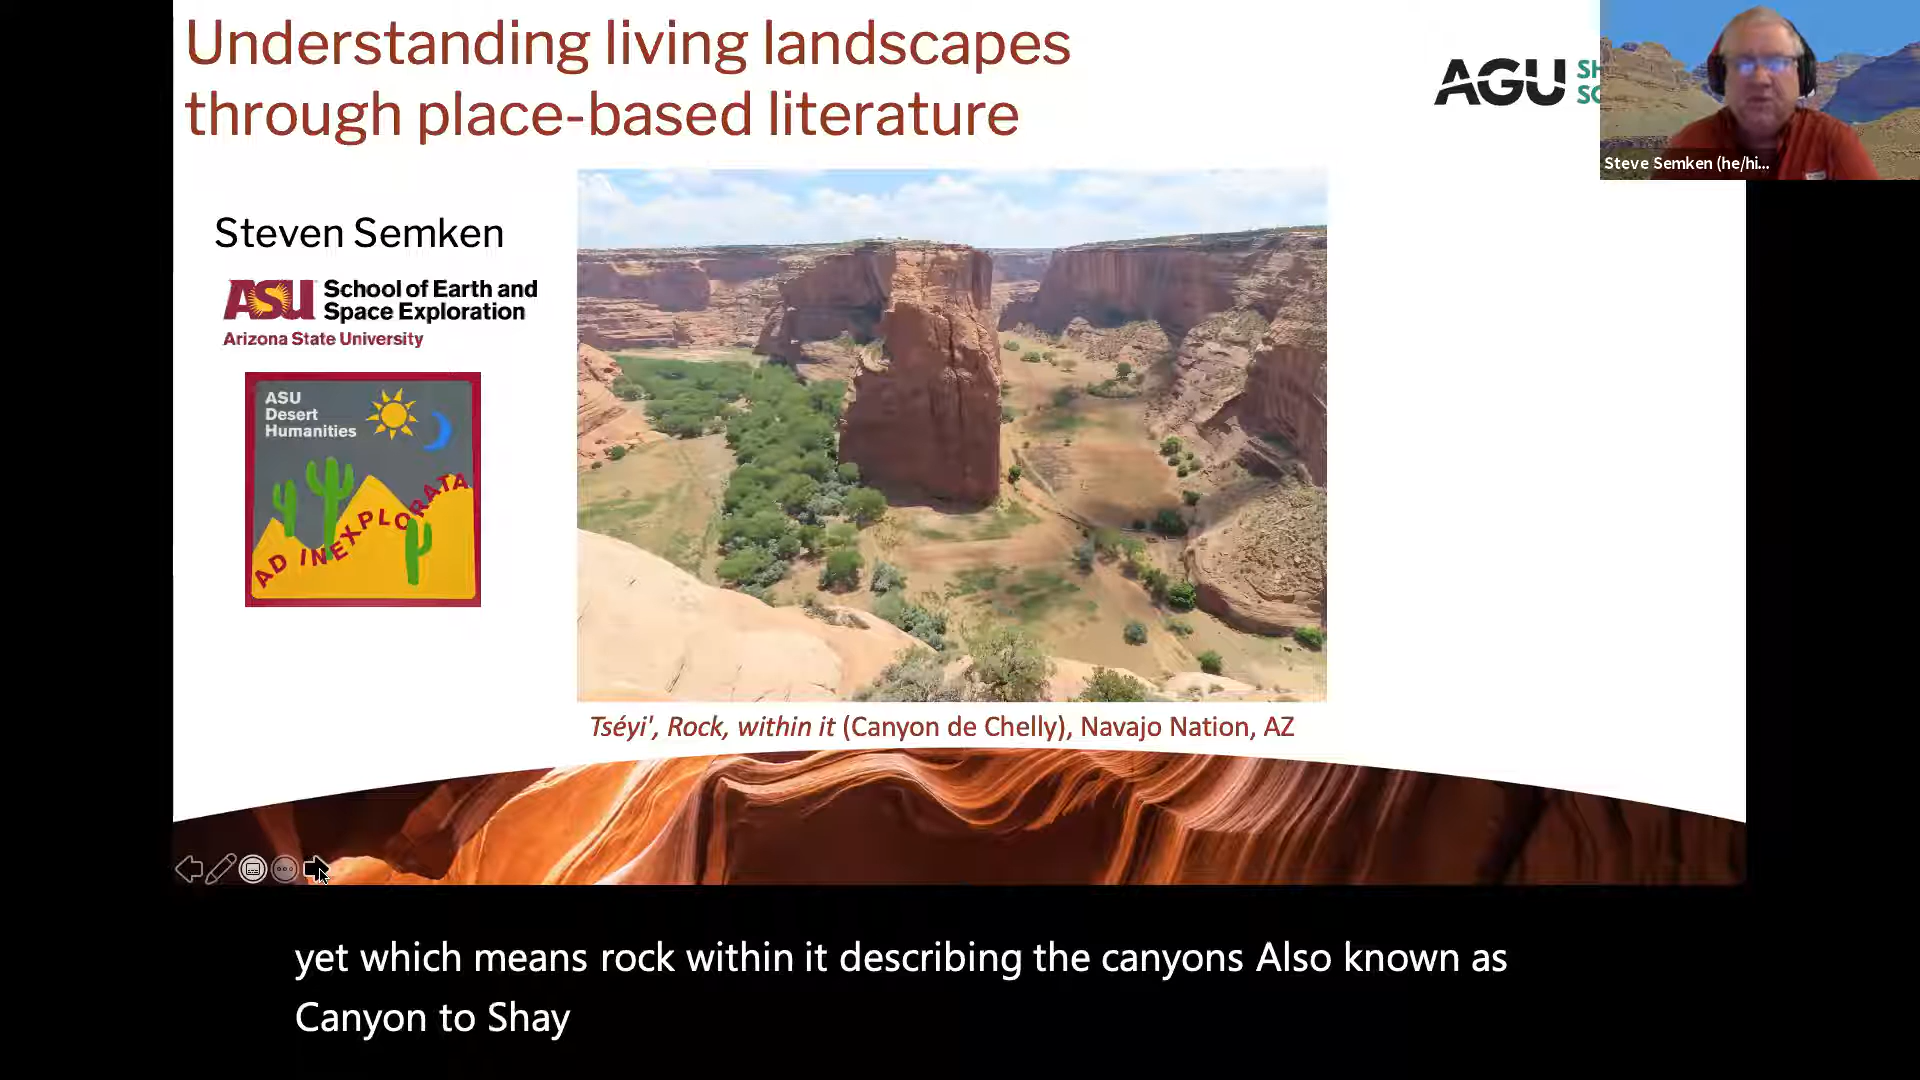 Understanding living landscapes
through place-based literature
AGU
Steve Semken (he/hi...
Steven Semken
ASU School of Earth and
Space Exploration
Arizona State University
ASU
Desert
Humanities
AD INEXPLORATA
Tséyi', Rock, within it (Canyon de Chelly), Navajo Nation, AZ
yet which means rock within it describing the canyons Also known as
Canyon to Shay